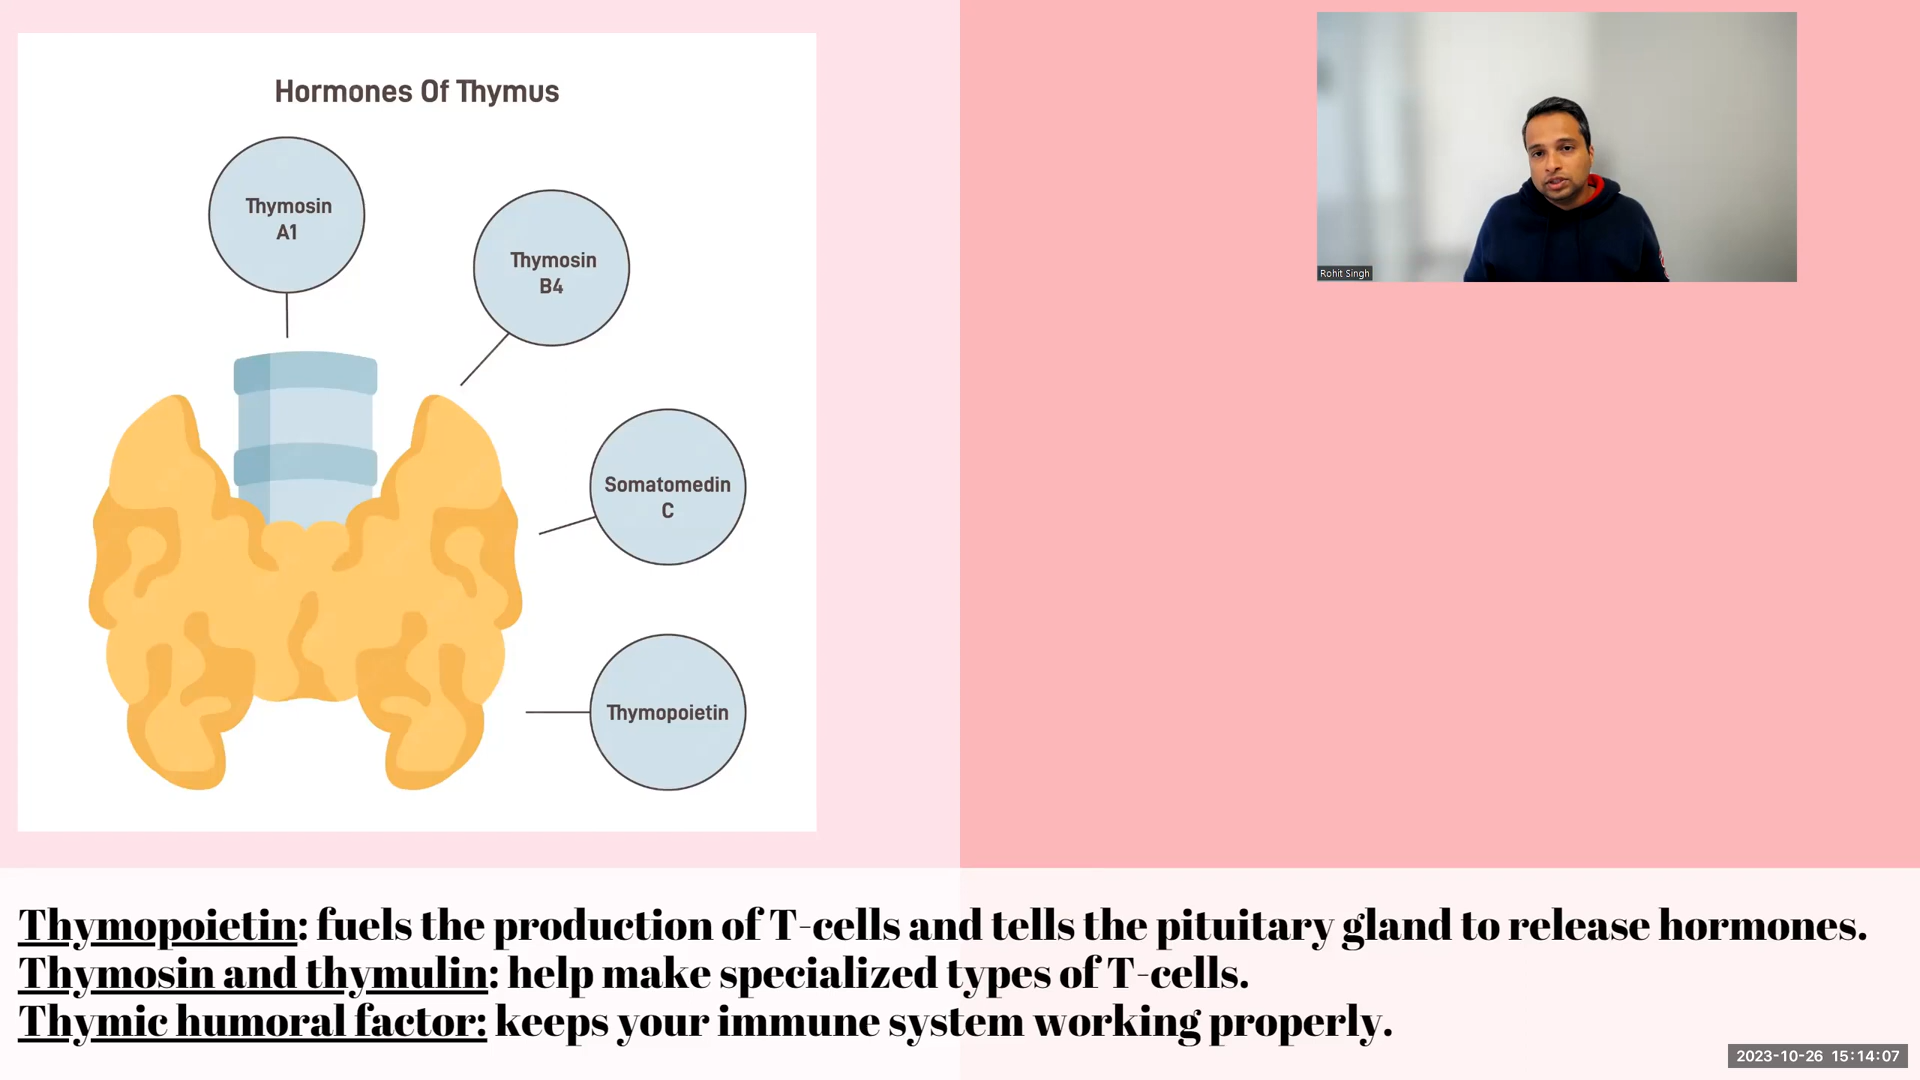 Hormones Of Thymus
Thymosin
A1
Thymosin
B4
Somatomedin
C
Thymopoietin
Rohit Singh
Thymopoietin: fuels the production of T-cells and tells the pituitary gland to release hormones.
Thymosin and thymulin: help make specialized types of T-cells.
Thymic humoral factor: keeps your immune system working properly.
2023-10-26 15:14:07